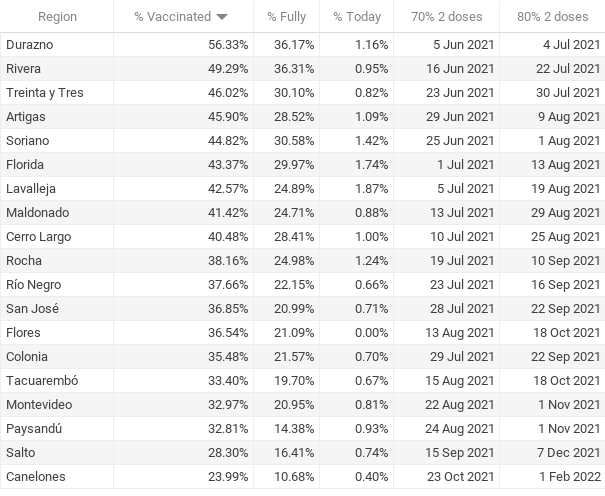 Region % Vaccinated % Fully % Today 70% 2 doses 80% 2 doses
Durazno 56.33% 36.17% 1.16% 5 Jun 2021 4 Jul 2021
Rivera 49.29% 36.31% 0.95% 16 Jun 2021 22 Jul 2021
Treinta y Tres 46.02% 30.10% 0.82% 23 Jun 2021 30 Jul 2021
Artigas 45.90% 28.52% 1.09% 29 Jun 2021 9 Aug 2021
Soriano 44.82% 30.58% 1.42% 25 Jun 2021 1 Aug 2021
Florida 43.37% 29.97% 1.74% 1 Jul 2021 13 Aug 2021
Lavalleja 42.57% 24.89% 1.87% 5 Jul 2021 19 Aug 2021
Maldonado 41.42% 24.71% 0.88% 13 Jul 2021 29 Aug 2021
Cerro Largo 40.48% 28.41% 1.00% 10 Jul 2021 25 Aug 2021
Rocha 38.16% 24.98% 1.24% 19 Jul 2021 10 Sep 2021
Río Negro 37.66% 22.15% 0.66% 23 Jul 2021 16 Sep 2021
San José 36.85% 20.99% 0.71% 28 Jul 2021 22 Sep 2021
Flores 36.54% 21.09% 0.00% 13 Aug 2021 18 Oct 2021
Colonia 35.48% 21.57% 0.70% 29 Jul 2021 22 Sep 2021
Tacuarembó 33.40% 19.70% 0.67% 15 Aug 2021 18 Oct 2021
Montevideo 32.97% 20.95% 0.81% 22 Aug 2021 1 Nov 2021
Paysandú 32.81% 14.38% 0.93% 24 Aug 2021 1 Nov 2021
Salto 28.30% 16.41% 0.74% 15 Sep 2021 7 Dec 2021
Canelones 23.99% 10.68% 0.40% 23 Oct 2021 1 Feb 2022